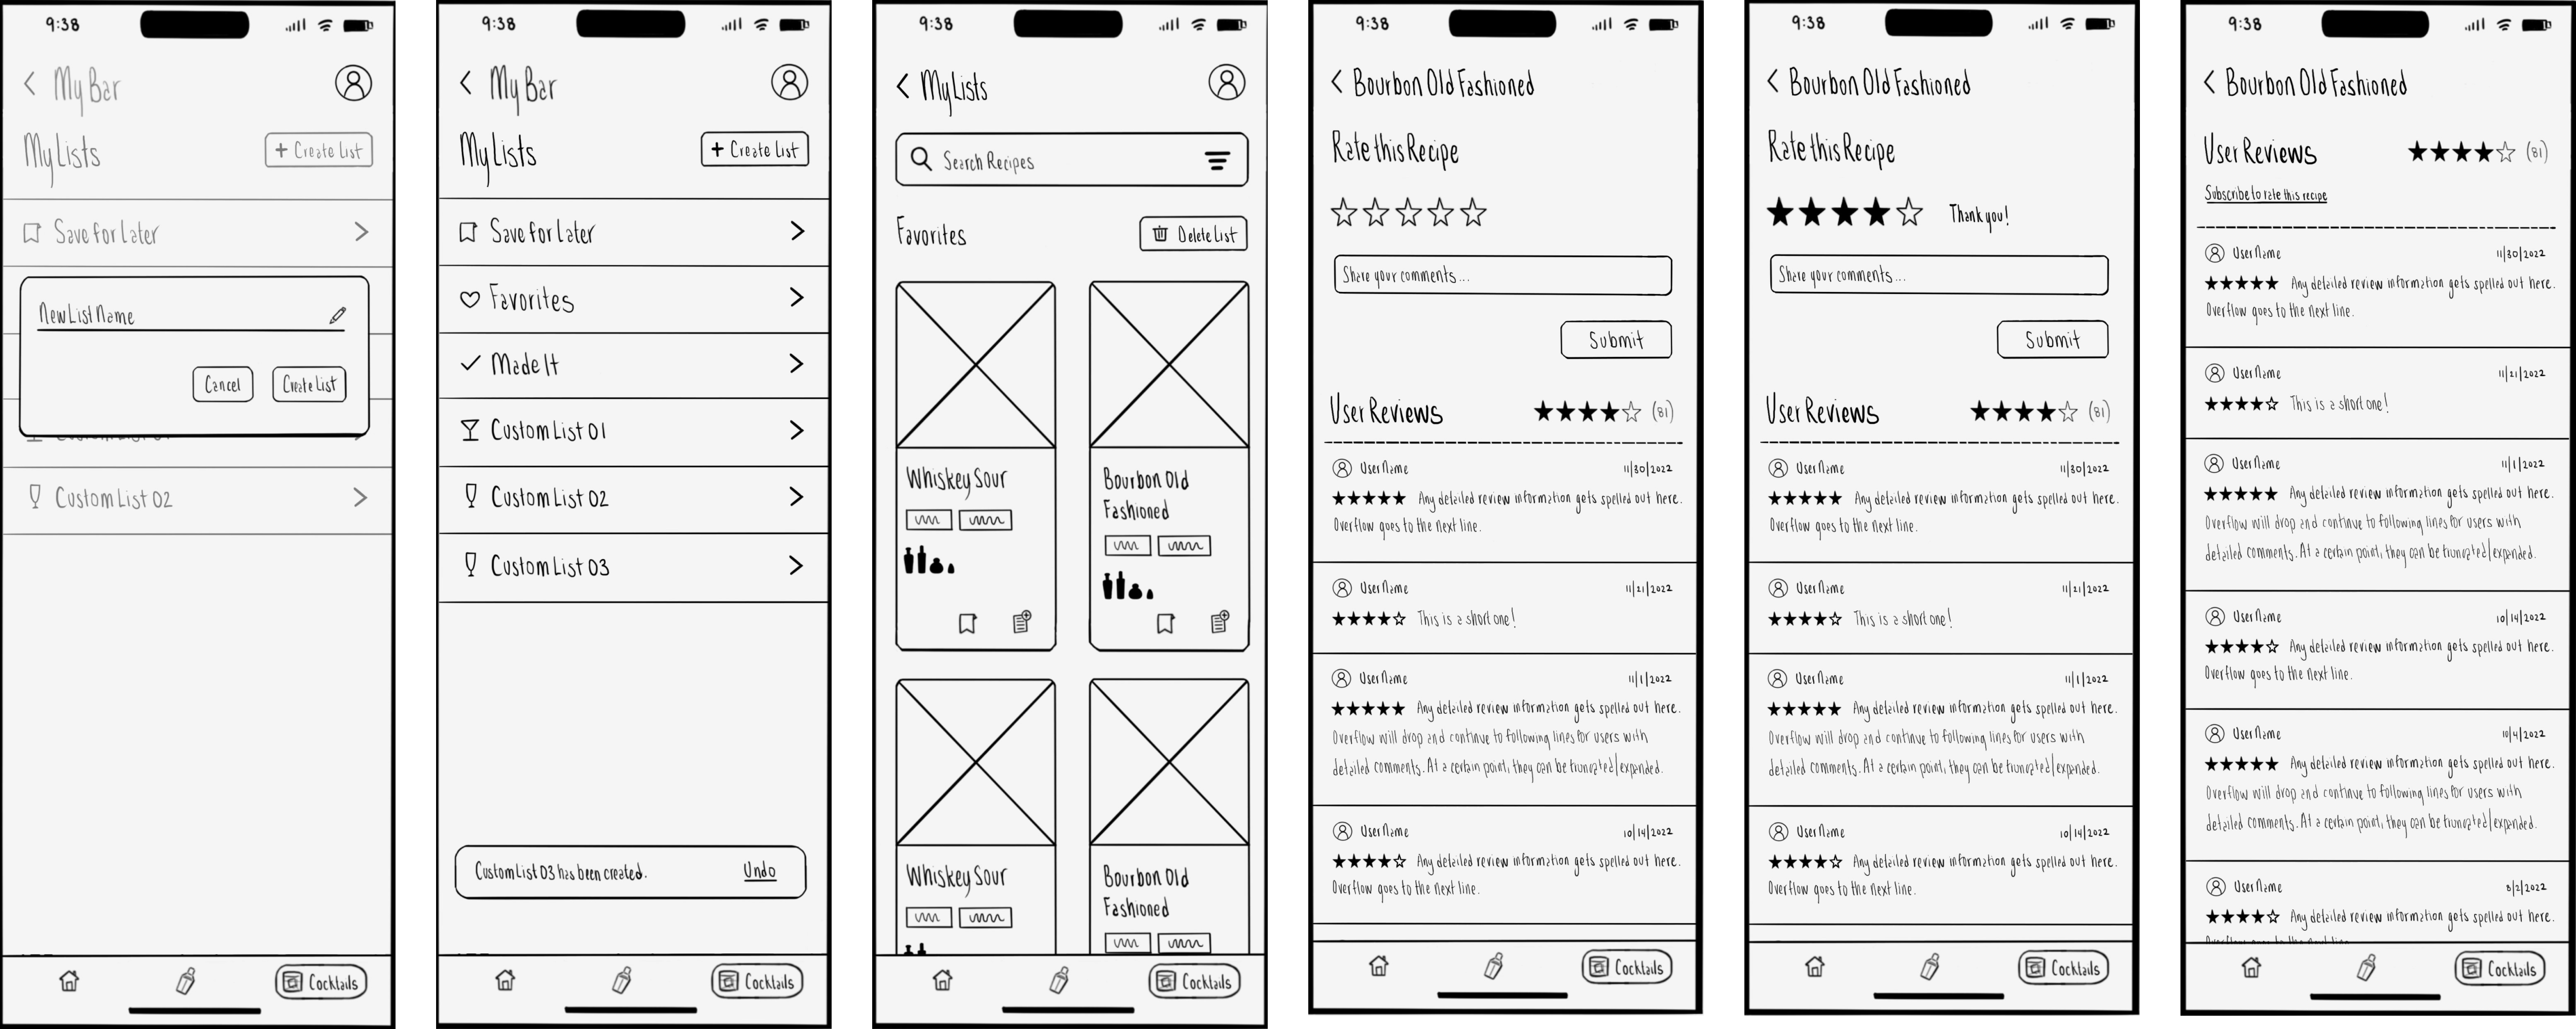 9:38
My Bar
My Lists
+ Create List
Save for Later
New List Name
Cancel
Create List
Custom List 02
Cocktails
9:38
My Bar
My Lists
+ Create List
Save for Later
Favorites
Made It
Custom List 01
Custom List 02
Custom List 03
Custom List 03 has been created.
Undo
Cocktails
9:38
My Lists
Search Recipes
Favorites
Delete List
Whiskey Sour
Bourbon Old
Fashioned
Whiskey Sour
Bourbon Old
Fashioned
Cocktails
9:38
Bourbon Old Fashioned
Rate this Recipe
Share your comments...
Submit
User Reviews
(81)
User Name
11/30/2022
Any detailed review information gets spelled out here.
Overflow goes to the next line.
User Name
11/21/2022
This is a short one!
User Name
11/1/2022
Any detailed review information gets spelled out here.
Overflow will drop and continue to following lines for users with
detailed comments. At a certain point, they can be truncated/expanded.
User Name
10/14/2022
Any detailed review information gets spelled out here.
Overflow goes to the next line.
Cocktails
9:38
Bourbon Old Fashioned
Rate this Recipe
Thank you!
Share your comments...
Submit
User Reviews
(81)
User Name
11/30/2022
Any detailed review information gets spelled out here.
Overflow goes to the next line.
User Name
11/21/2022
This is a short one!
User Name
11/1/2022
Any detailed review information gets spelled out here.
Overflow will drop and continue to following lines for users with
detailed comments. At a certain point, they can be truncated/expanded.
User Name
10/14/2022
Any detailed review information gets spelled out here.
Overflow goes to the next line.
Cocktails
9:38
Bourbon Old Fashioned
User Reviews
(81)
Subscribe to rate this recipe
User Name
11/30/2022
Any detailed review information gets spelled out here.
Overflow goes to the next line.
User Name
11/21/2022
This is a short one!
User Name
11/1/2022
Any detailed review information gets spelled out here.
Overflow will drop and continue to following lines for users with
detailed comments. At a certain point, they can be truncated/expanded.
User Name
10/14/2022
Any detailed review information gets spelled out here.
Overflow goes to the next line.
User Name
10/4/2022
Any detailed review information gets spelled out here.
Overflow will drop and continue to following lines for users with
detailed comments. At a certain point, they can be truncated/expanded.
User Name
8/2/2022
Any detailed review information gets spelled out here.
Cocktails